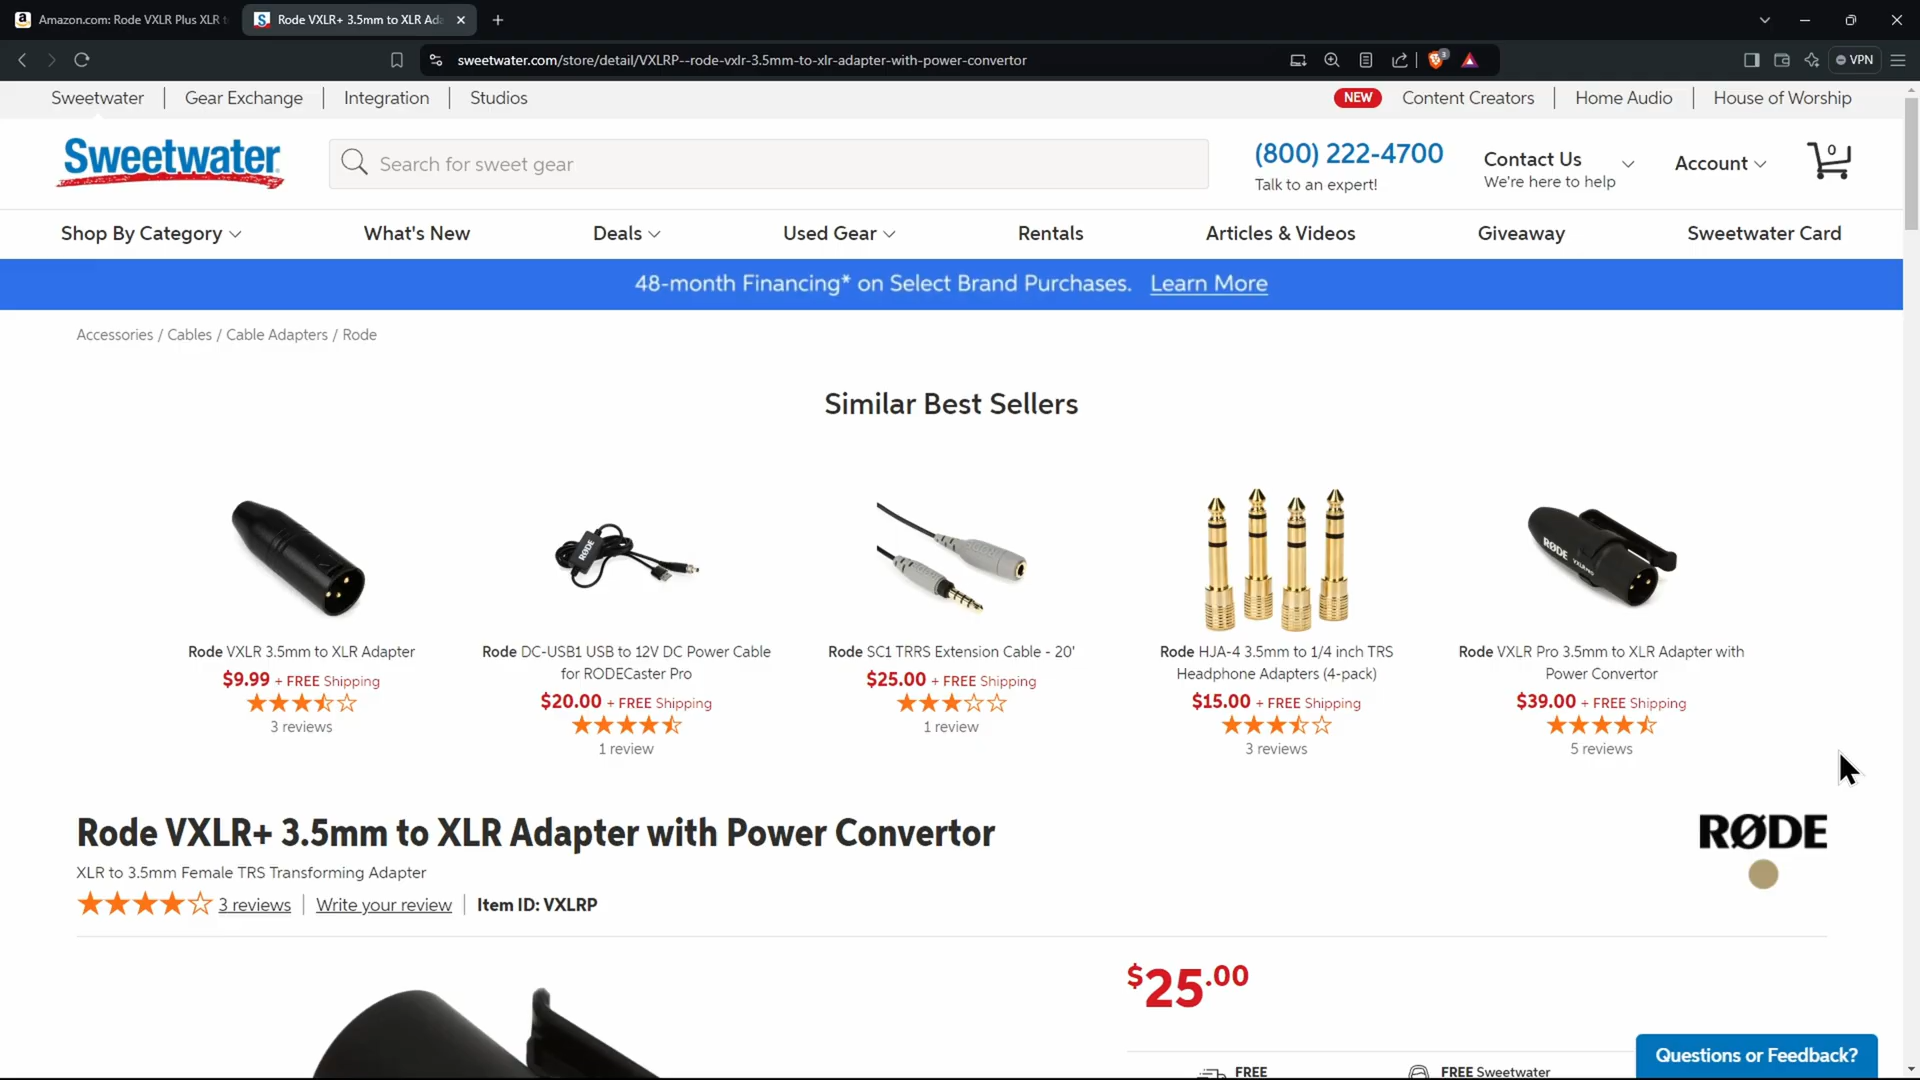 Amazon.com: Rode VXLR Plus XLR t
Rode VXLR+ 3.5mm to XLR Ada
sweetwater.com/store/detail/VXLRP--rode-vxlr-3.5mm-to-xlr-adapter-with-power-convertor
3
VPN
Sweetwater
Gear Exchange
Integration
Studios
NEW
Content Creators
Home Audio
House of Worship
Sweetwater
Search for sweet gear
(800) 222-4700
Talk to an expert!
Contact Us
We're here to help
Account
0
Shop By Category
What's New
Deals
Used Gear
Rentals
Articles & Videos
Giveaway
Sweetwater Card
48-month Financing* on Select Brand Purchases. Learn More
Accessories / Cables / Cable Adapters / Rode
Similar Best Sellers
RØDE
RØDE
Rode VXLR 3.5mm to XLR Adapter
$9.99 + FREE Shipping
3 reviews
Rode DC-USB1 USB to 12V DC Power Cable
for RODECaster Pro
$20.00 + FREE Shipping
1 review
Rode SC1 TRRS Extension Cable - 20'
$25.00 + FREE Shipping
1 review
Rode HJA-4 3.5mm to 1/4 inch TRS
Headphone Adapters (4-pack)
$15.00 + FREE Shipping
3 reviews
Rode VXLR Pro 3.5mm to XLR Adapter with
Power Convertor
$39.00 + FREE Shipping
5 reviews
Rode VXLR+ 3.5mm to XLR Adapter with Power Convertor
RØDE
XLR to 3.5mm Female TRS Transforming Adapter
3 reviews
Write your review
Item ID: VXLRP
$25.00
FREE
FREE Sweetwater
Questions or Feedback?